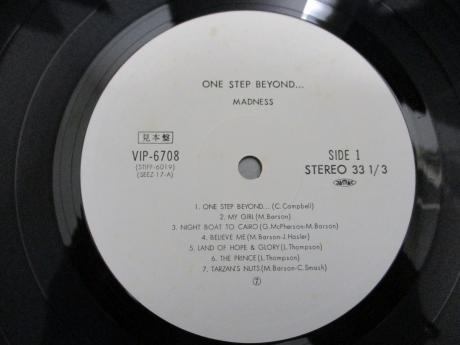 ONE STEP BEYOND...
MADNESS
見本盤
VIP-6708
(STIFF-6019)
(SEEZ-17-A)
SIDE 1
STEREO 33 1/3
1. ONE STEP BEYOND... (C. Campbell)
2. MY GIRL (M. Barson)
3. NIGHT BOAT TO CAIRO (G. McPherson-M. Barson)
4. BELIEVE ME (M. Barson-J. Hasler)
5. LAND OF HOPE & GLORY (L. Thompson)
6. THE PRINCE (L. Thompson)
7. TARZAN'S NUTS (M. Barson-C. Smash)
⑦